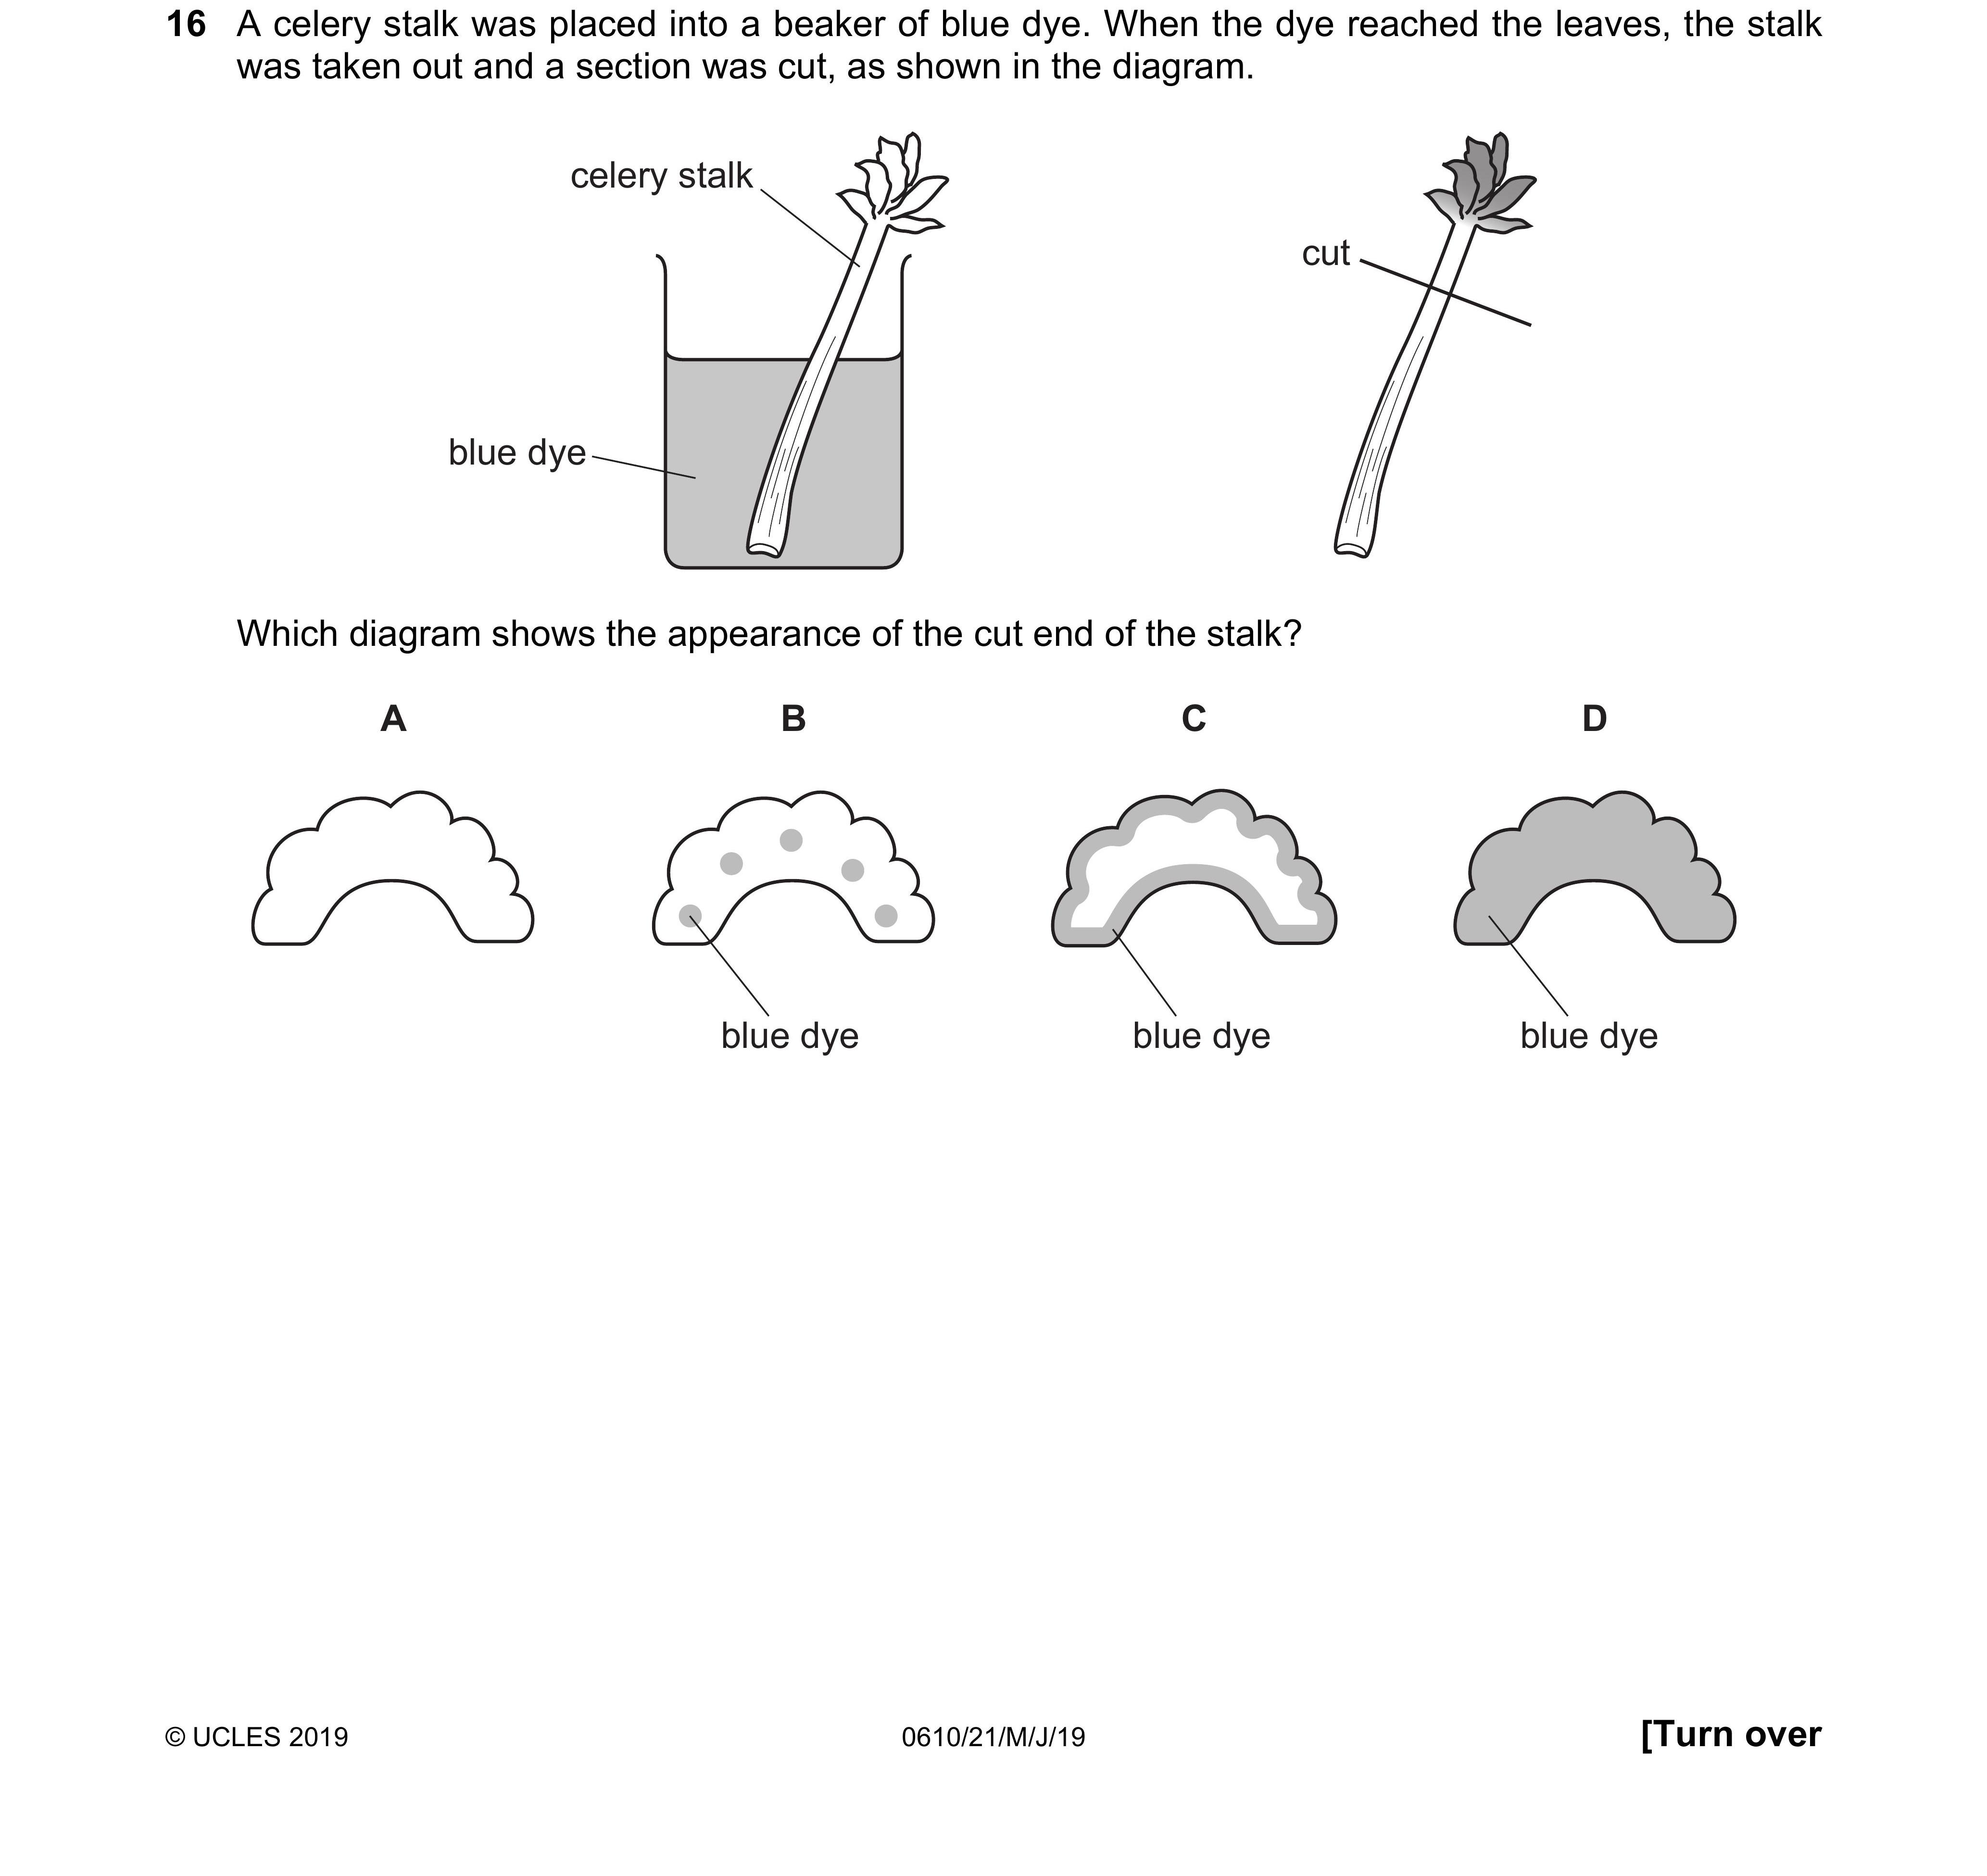 16 A celery stalk was placed into a beaker of blue dye. When the dye reached the leaves, the stalk
was taken out and a section was cut, as shown in the diagram.
celery stalk
cut
blue dye
Which diagram shows the appearance of the cut end of the stalk?
A B C D
blue dye blue dye blue dye
© UCLES 2019 0610/21/M/J/19 [Turn over